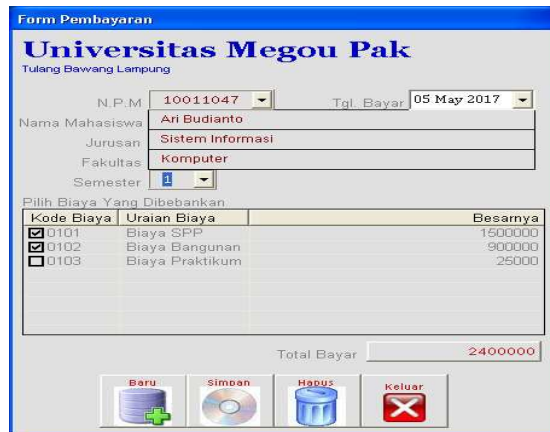 Form Pembayaran
Universitas Megou Pak
Tulang Bawang Lampung
N.P.M 10011047 Tgl. Bayar 05 May 2017
Nama Mahasiswa Ari Budianto
Jurusan Sistem Informasi
Fakultas Komputer
Semester 1
Pilih Biaya Yang Dibebankan
Kode Biaya Uraian Biaya Besarnya
0101 Biaya SPP 1500000
0102 Biaya Bangunan 900000
0103 Biaya Praktikum 25000
Total Bayar 2400000
Baru Simpan Hapus Keluar